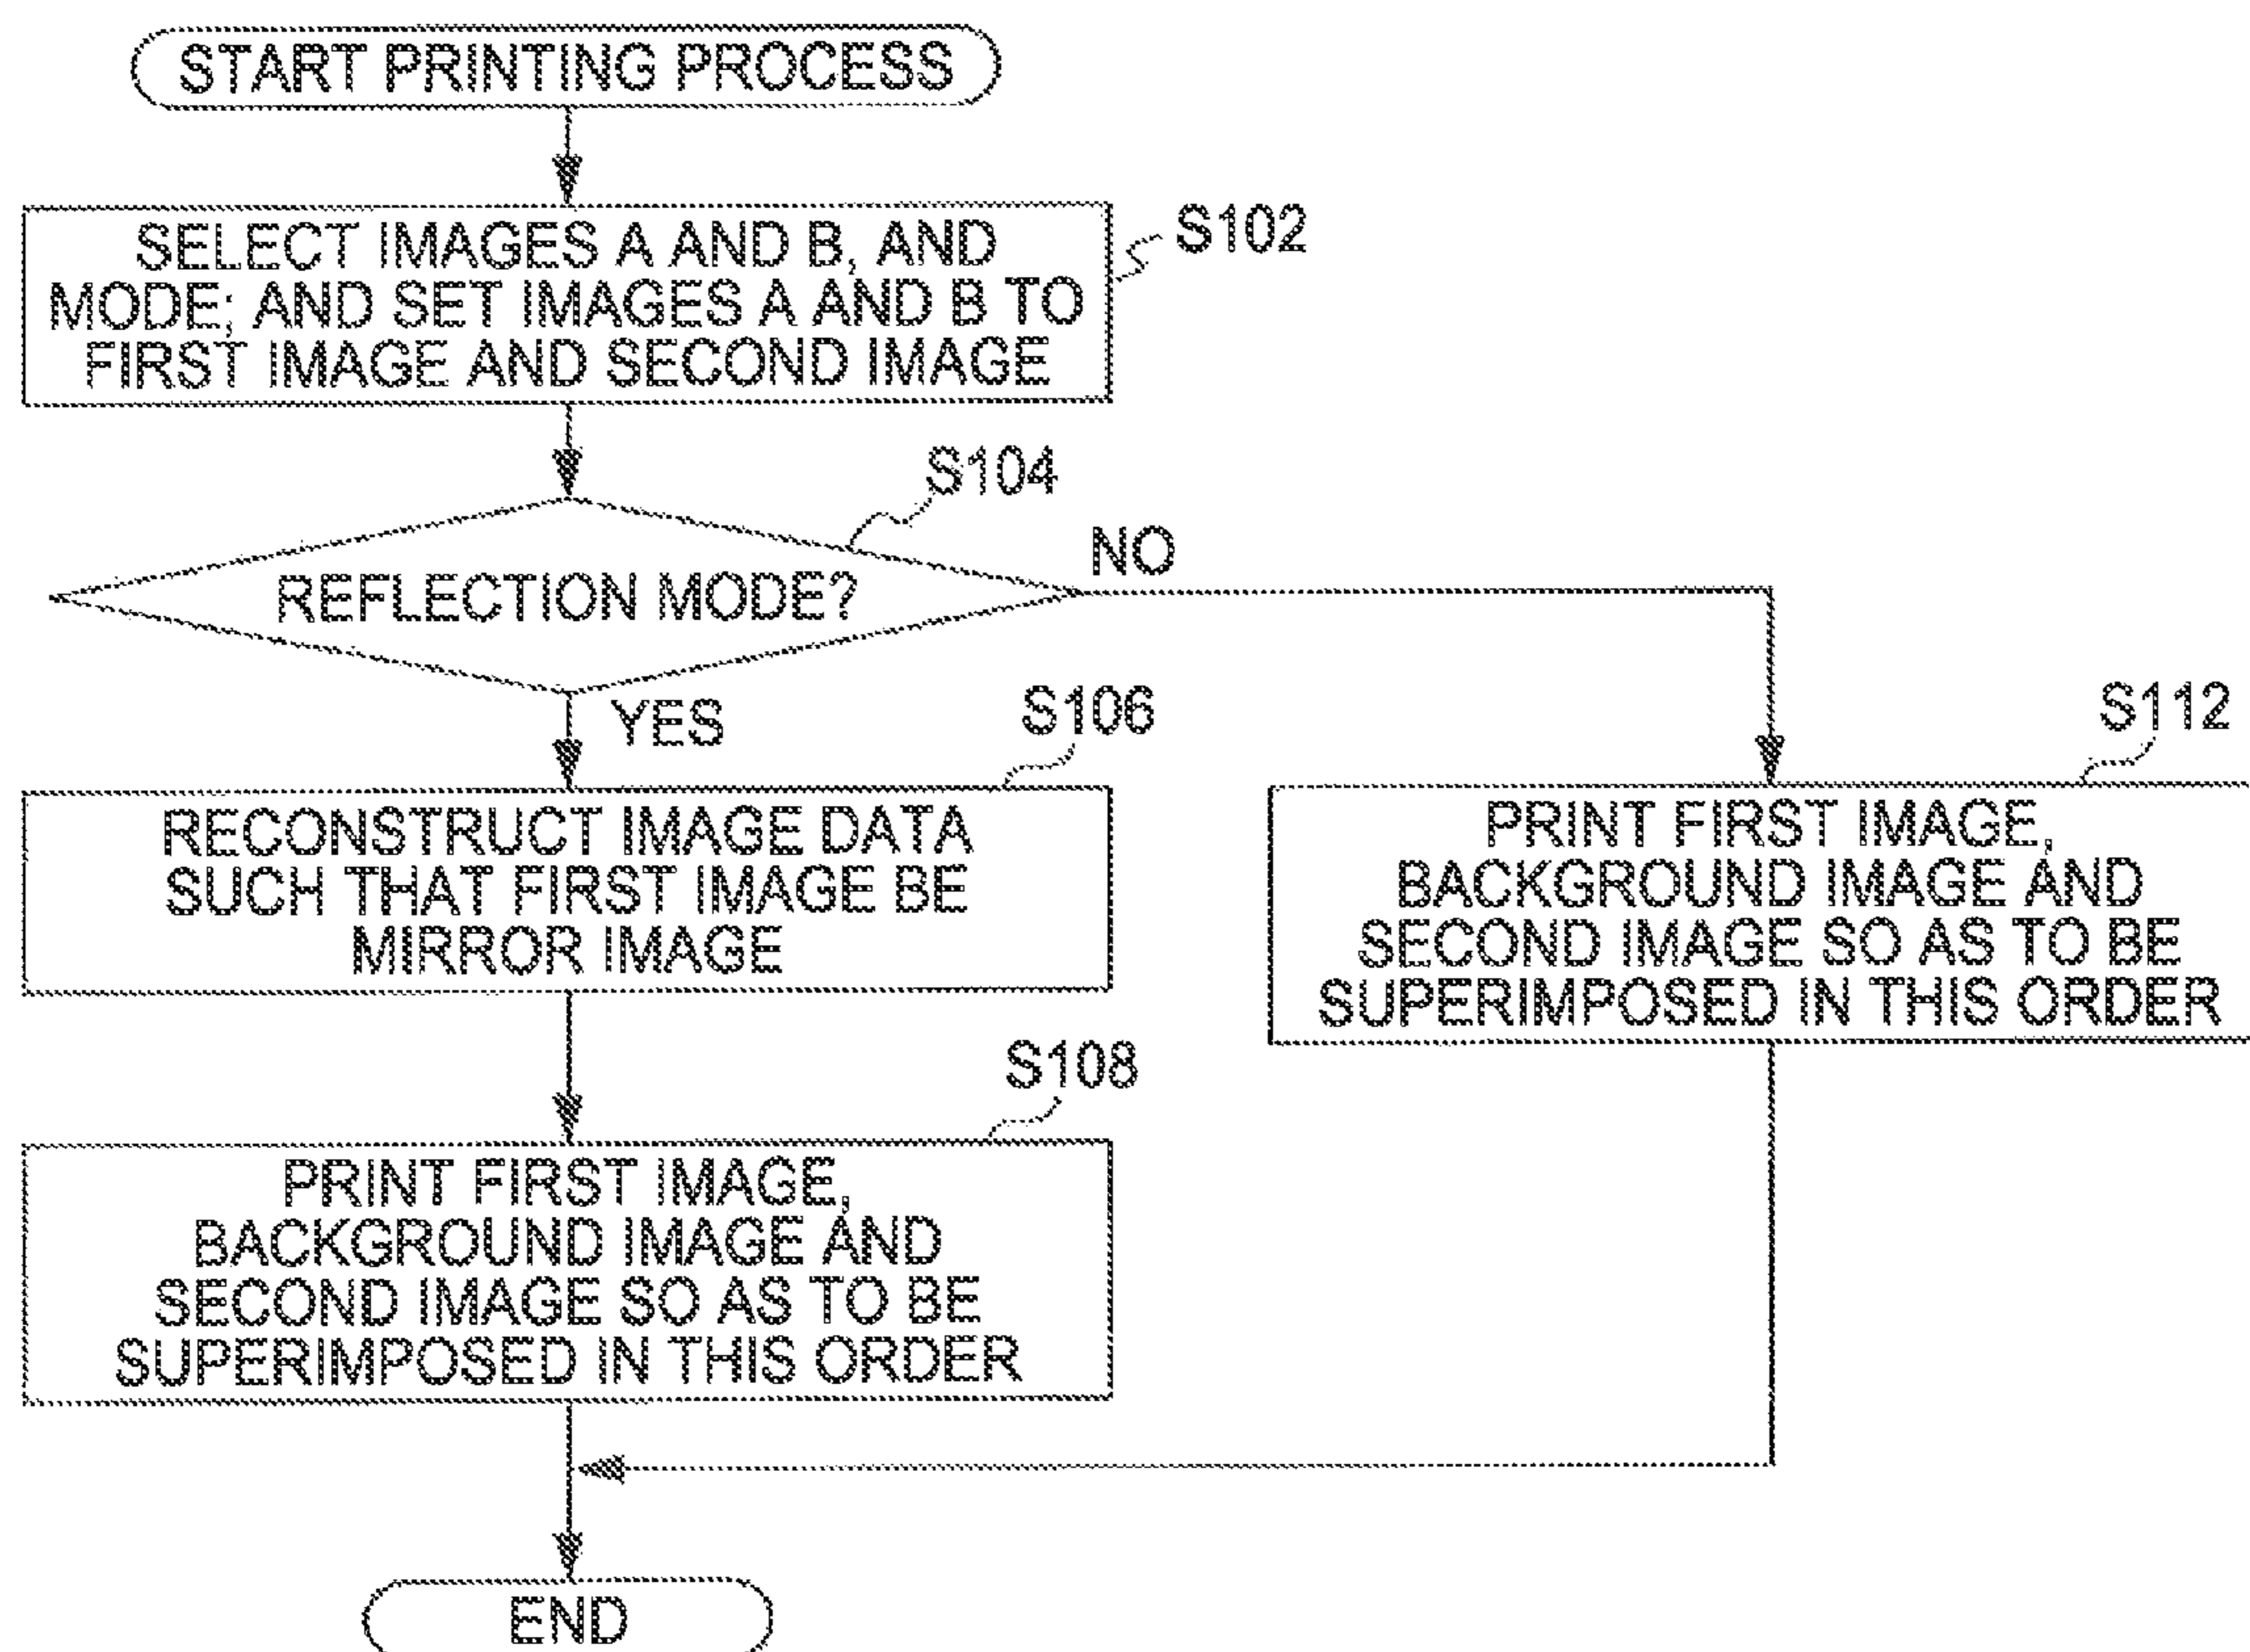 START PRINTING PROCESS
SELECT IMAGES A AND B, AND
MODE; AND SET IMAGES A AND B TO
FIRST IMAGE AND SECOND IMAGE
S102
S104
REFLECTION MODE?
NO
YES
S106
RECONSTRUCT IMAGE DATA
SUCH THAT FIRST IMAGE BE
MIRROR IMAGE
S112
PRINT FIRST IMAGE,
BACKGROUND IMAGE AND
SECOND IMAGE SO AS TO BE
SUPERIMPOSED IN THIS ORDER
S108
PRINT FIRST IMAGE,
BACKGROUND IMAGE AND
SECOND IMAGE SO AS TO BE
SUPERIMPOSED IN THIS ORDER
END